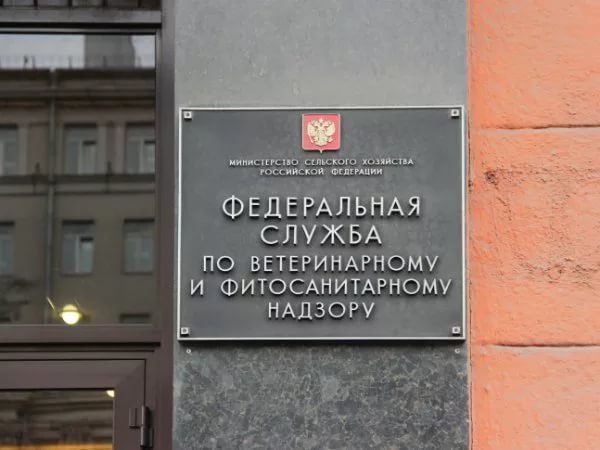 МИНИСТЕРСТВО СЕЛЬСКОГО ХОЗЯЙСТВА
РОССИЙСКОЙ ФЕДЕРАЦИИ
ФЕДЕРАЛЬНАЯ
СЛУЖБА
ПО ВЕТЕРИНАРНОМУ
И ФИТОСАНИТАРНОМУ
НАДЗОРУ